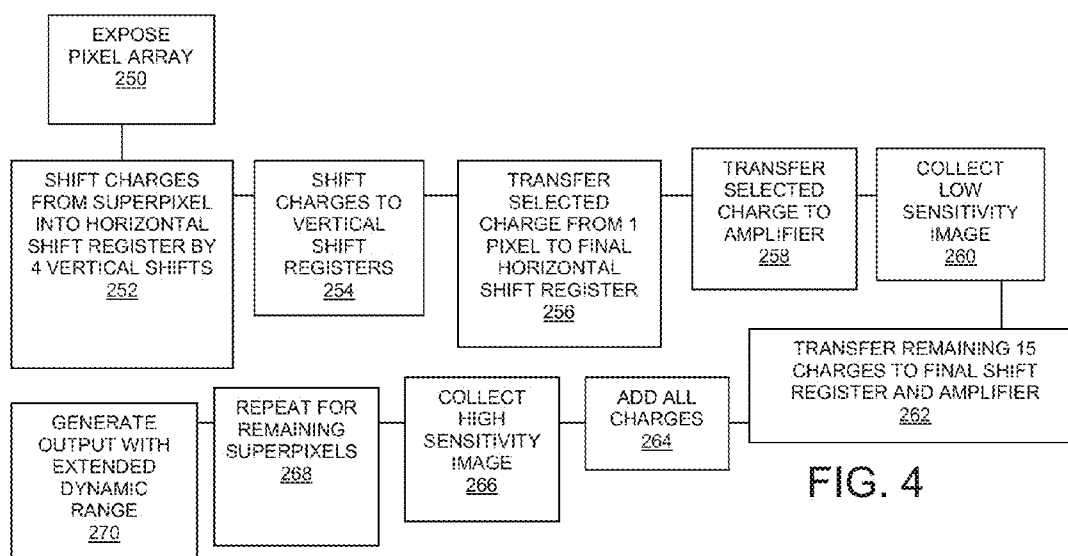 EXPOSE
PIXEL ARRAY
250
SHIFT CHARGES
FROM SUPERPIXEL
INTO HORIZONTAL
SHIFT REGISTER BY
4 VERTICAL SHIFTS
252
SHIFT
CHARGES TO
VERTICAL
SHIFT
REGISTERS
254
TRANSFER
SELECTED
CHARGE FROM 1
PIXEL TO FINAL
HORIZONTAL
SHIFT REGISTER
256
TRANSFER
SELECTED
CHARGE TO
AMPLIFIER
258
COLLECT
LOW
SENSITIVITY
IMAGE
260
TRANSFER REMAINING 15
CHARGES TO FINAL SHIFT
REGISTER AND AMPLIFIER
262
ADD ALL
CHARGES
264
COLLECT
HIGH
SENSITIVITY
IMAGE
266
REPEAT FOR
REMAINING
SUPERPIXELS
268
GENERATE
OUTPUT WITH
EXTENDED
DYNAMIC
RANGE
270
FIG. 4